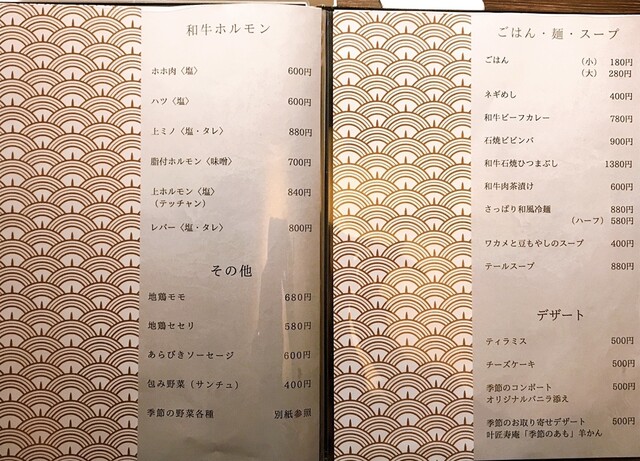 和牛ホルモン
ホホ肉〈塩〉 600円
ハツ〈塩〉 600円
上ミノ〈塩・タレ〉 880円
脂付ホルモン〈味噌〉 700円
上ホルモン〈塩〉 840円
（テッチャン）
レバー〈塩・タレ〉 800円
その他
地鶏モモ 680円
地鶏セセリ 580円
あらびきソーセージ 600円
包み野菜（サンチュ） 400円
季節の野菜各種 別紙参照
ごはん・麺・スープ
ごはん （小） 180円
（大） 280円
ネギめし 400円
和牛ビーフカレー 780円
石焼ビビンバ 900円
和牛石焼ひつまぶし 1380円
和牛肉茶漬け 600円
さっぱり和風冷麺 880円
（ハーフ） 580円
ワカメと豆もやしのスープ 400円
テールスープ 880円
デザート
ティラミス 500円
チーズケーキ 500円
季節のコンポート 500円
オリジナルバニラ添え
季節のお取り寄せデザート 500円
叶匠寿庵「季節のあも」羊かん